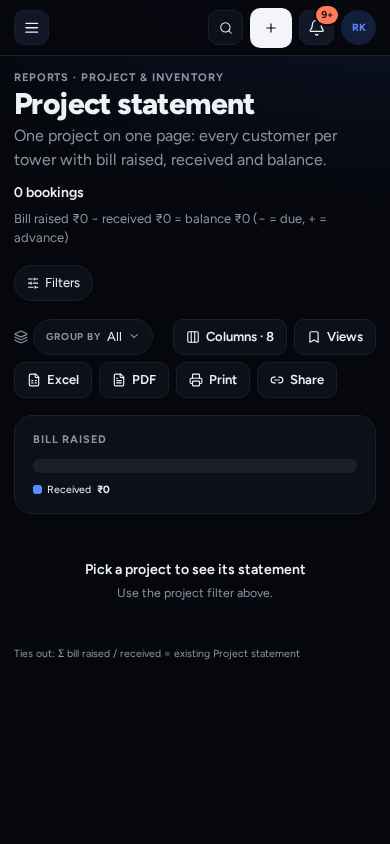 9+
RK
REPORTS · PROJECT & INVENTORY
Project statement
One project on one page: every customer per
tower with bill raised, received and balance.
0 bookings
Bill raised ₹0 − received ₹0 = balance ₹0 (− = due, + =
advance)
Filters
GROUP BY All
Columns · 8
Views
Excel
PDF
Print
Share
BILL RAISED
Received ₹0
Pick a project to see its statement
Use the project filter above.
Ties out: Σ bill raised / received = existing Project statement